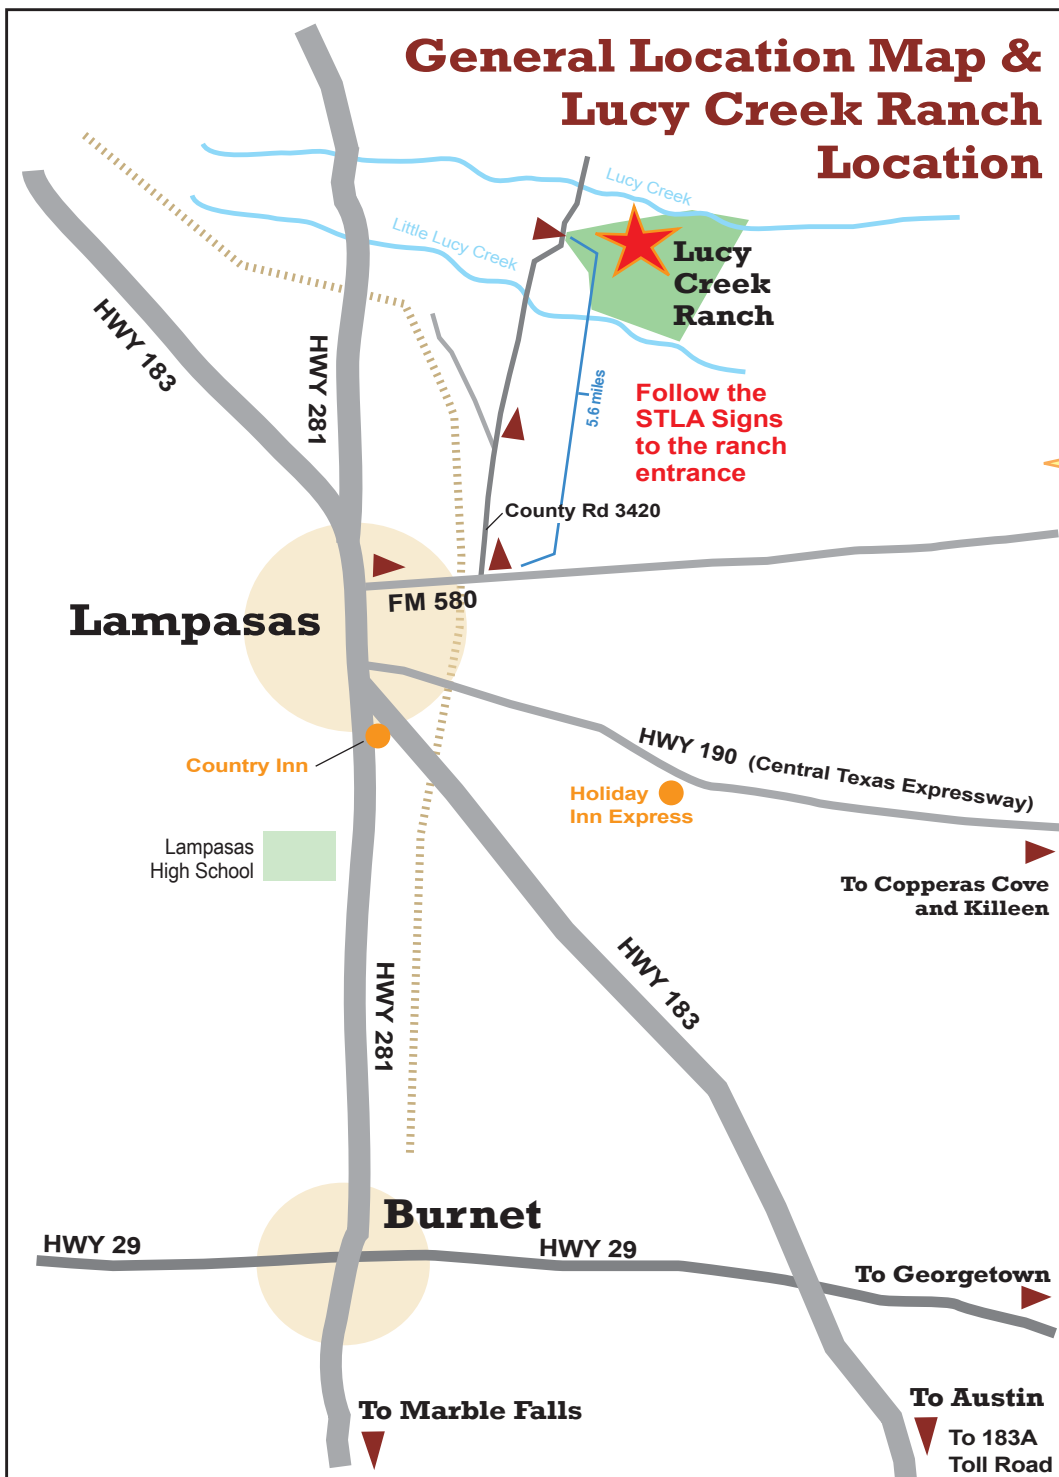 General Location Map &
Lucy Creek Ranch
Location
Lucy Creek
Little Lucy Creek
Lucy
Creek
Ranch
HWY 183
HWY 281
5.6 miles
Follow the
STLA Signs
to the ranch
entrance
County Rd 3420
FM 580
Lampasas
HWY 190 (Central Texas Expressway)
Country Inn
Holiday
Inn Express
Lampasas
High School
To Copperas Cove
and Killeen
HWY 183
HWY 281
Burnet
HWY 29
HWY 29
To Georgetown
To Marble Falls
To Austin
To 183A
Toll Road